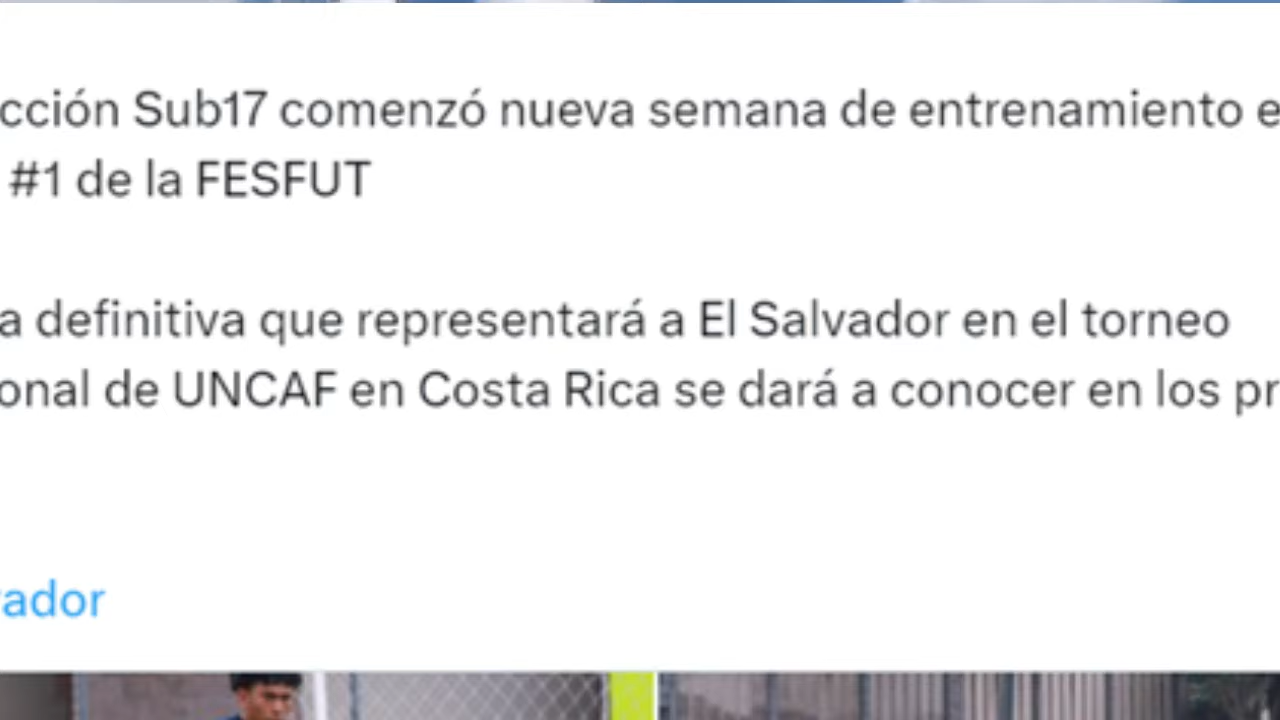 cción Sub17 comenzó nueva semana de entrenamiento e
#1 de la FESFUT
a definitiva que representará a El Salvador en el torneo
onal de UNCAF en Costa Rica se dará a conocer en los pr
ador